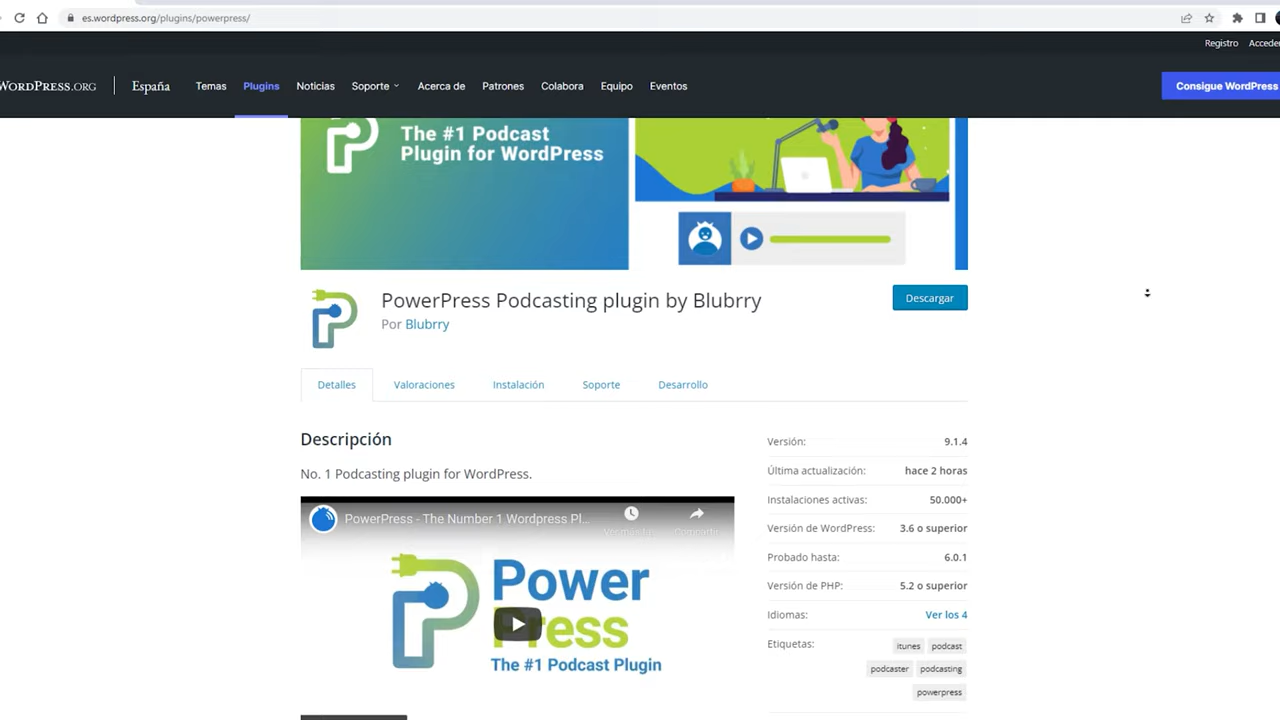 es.wordpress.org/plugins/powerpress/
Registro
WORDPRESS.ORG
España
Temas
Plugins
Noticias
Soporte
Acerca de
Patrones
Colabora
Equipo
Eventos
Consigue WordPress
The #1 Podcast
Plugin for WordPress
PowerPress Podcasting plugin by Blubrry
Por Blubrry
Descargar
Detalles
Valoraciones
Instalación
Soporte
Desarrollo
Descripción
No. 1 Podcasting plugin for WordPress.
PowerPress - The Number 1 Wordpress Pl...
Compartir
Power
Press
The #1 Podcast Plugin
Versión: 9.1.4
Última actualización: hace 2 horas
Instalaciones activas: 50.000+
Versión de WordPress: 3.6 o superior
Probado hasta: 6.0.1
Versión de PHP: 5.2 o superior
Idiomas: Ver los 4
Etiquetas: itunes podcast
podcaster podcasting
powerpress